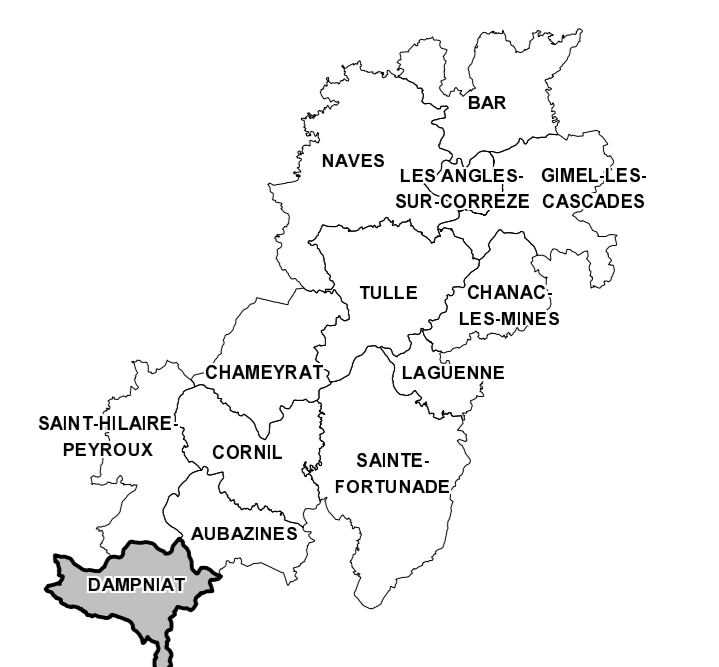 BAR
NAVES
LES ANGLES-
SUR-CORREZE
GIMEL-LES-
CASCADES
TULLE
CHANAC-
LES-MINES
CHAMEYRAT
LAGUENNE
SAINT-HILAIRE-
PEYROUX
CORNIL
SAINTE-
FORTUNADE
AUBAZINES
DAMPNIAT